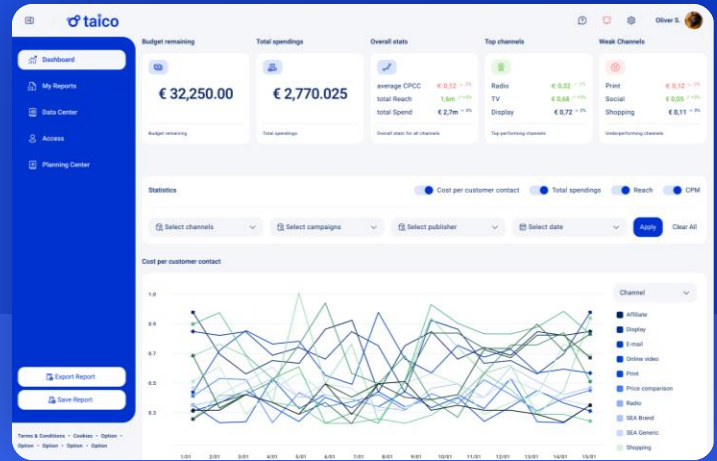 taico
Oliver S.
Dashboard
My Reports
Data Center
Access
Planning Center
Export Report
Save Report
Terms & Conditions • Cookies • Option •
Option • Option • Option • Option
Budget remaining
€ 32,250.00
Budget remaining
Total spendings
€ 2,770.025
Total spendings
Overall stats
average CPCC € 0,12
total Reach 1,6m
total Spend € 2,7m
Overall stats for all channels
Top channels
Radio € 0,32
TV € 0,68
Display € 0,72
Top performing channels
Weak Channels
Print € 0,12
Social € 0,05
Shopping € 0,11
Underperforming channels
Statistics
Cost per customer contact
Total spendings
Reach
CPM
Select channels
Select campaigns
Select publisher
Select date
Apply
Clear All
Cost per customer contact
1.0
0.9
0.7
0.5
0.3
1/01 2/01 3/01 4/01 5/01 6/01 7/01 8/01 9/01 10/01 11/01 12/01 13/01 14/01 15/01
Channel
Affiliate
Display
E-mail
Online video
Print
Price comparison
Radio
SEA Brand
SEA Generic
Shopping